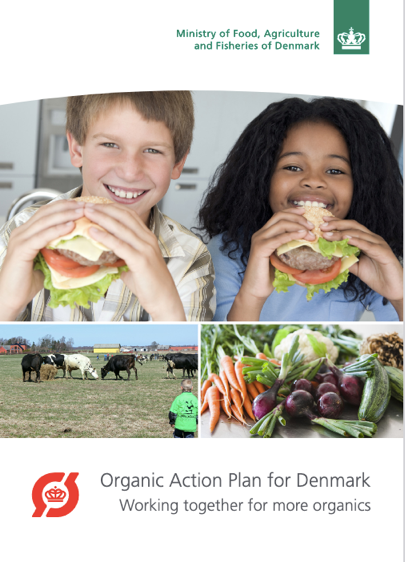 Ministry of Food, Agriculture
and Fisheries of Denmark
Organic Action Plan for Denmark
Working together for more organics